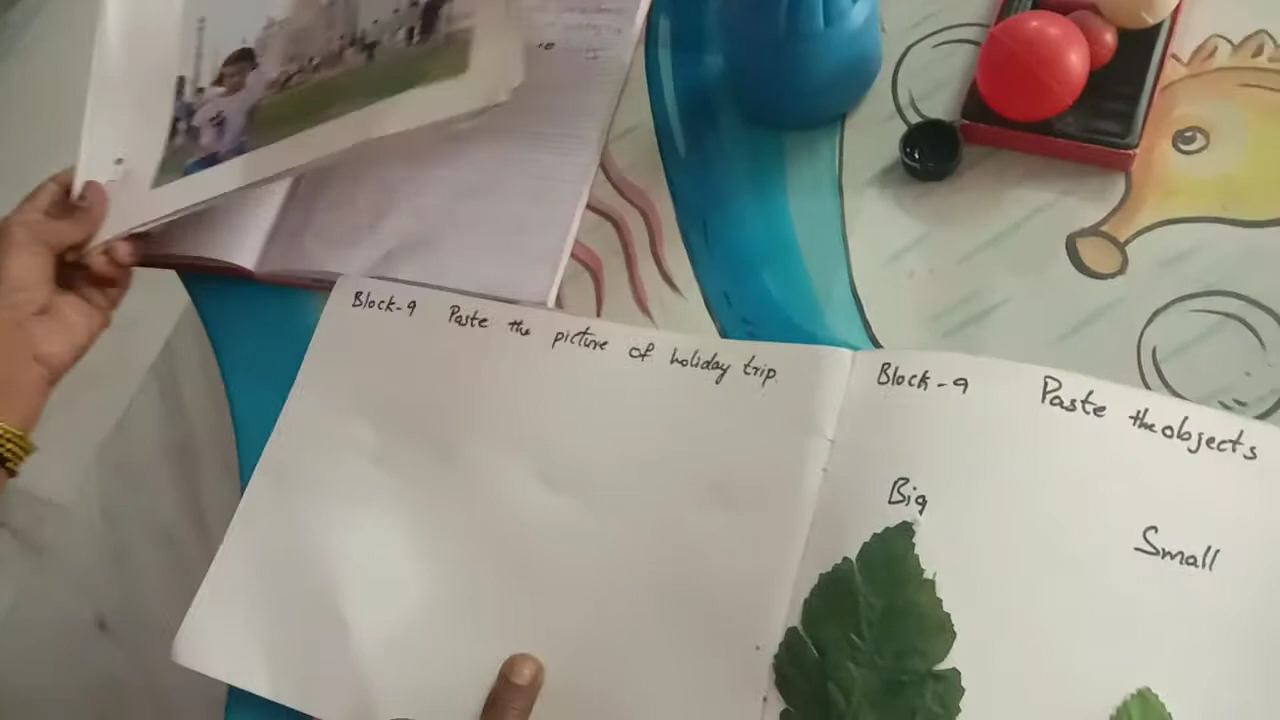 Block-9 Paste the picture of holiday trip.
Block-9 Paste the objects
Big
Small